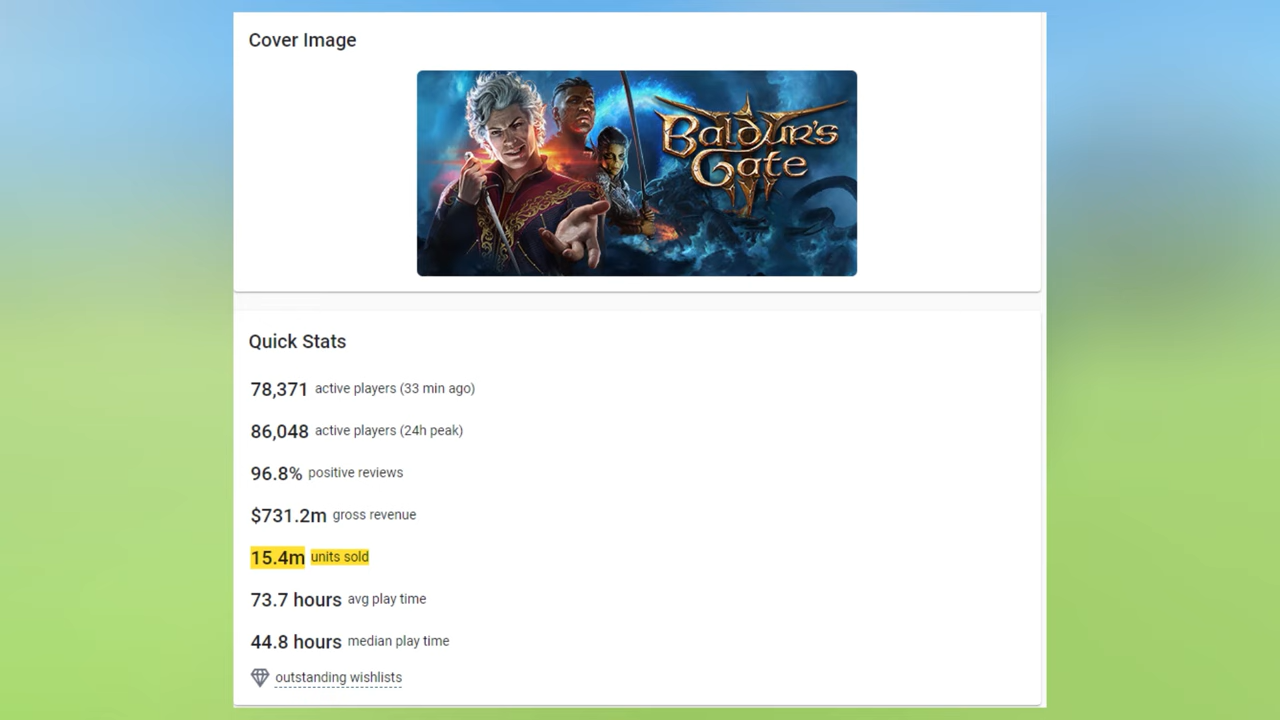 Cover Image
Baldur's
Gate
III
Quick Stats
78,371 active players (33 min ago)
86,048 active players (24h peak)
96.8% positive reviews
$731.2m gross revenue
15.4m units sold
73.7 hours avg play time
44.8 hours median play time
outstanding wishlists